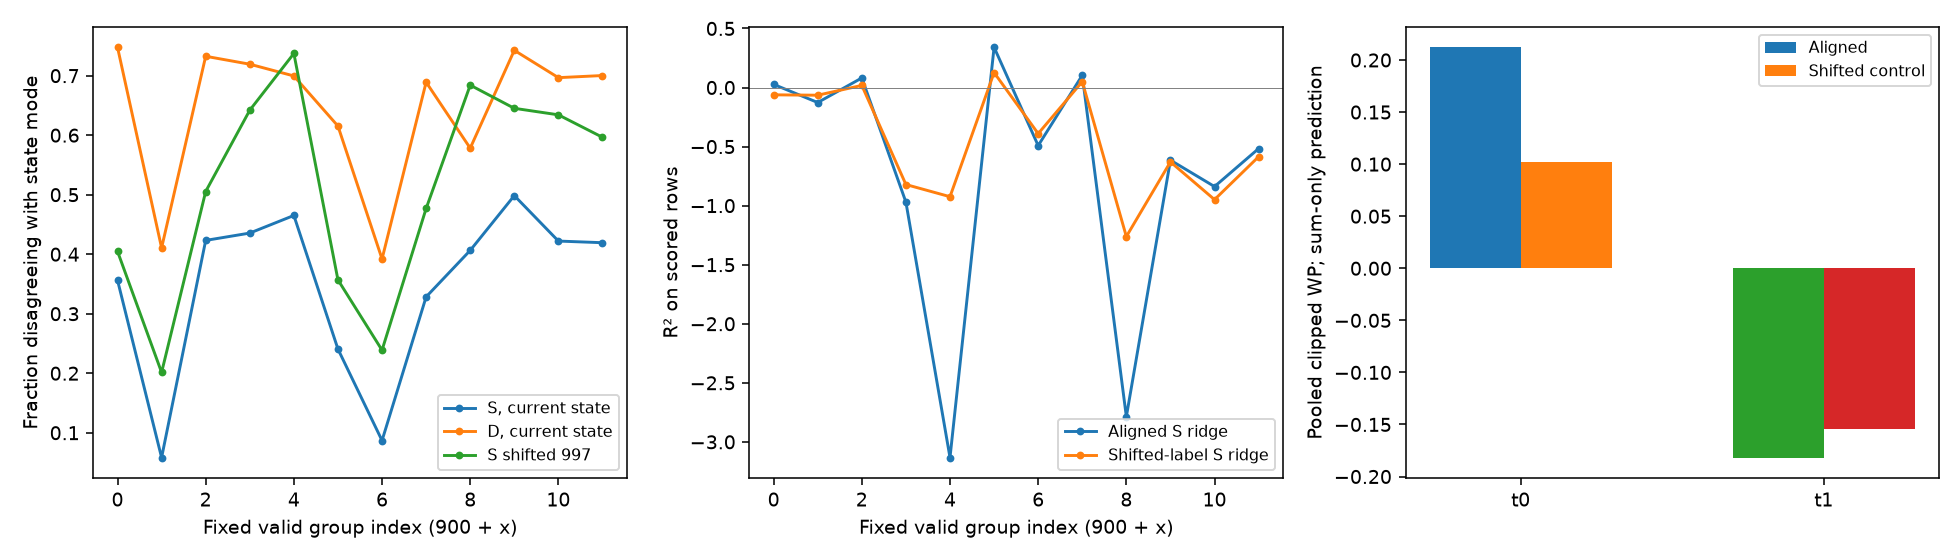 Fraction disagreeing with state mode
0.7
0.6
0.5
0.4
0.3
0.2
0.1
0 2 4 6 8 10
Fixed valid group index (900 + x)
S, current state
D, current state
S shifted 997
R² on scored rows
0.5
0.0
−0.5
−1.0
−1.5
−2.0
−2.5
−3.0
0 2 4 6 8 10
Fixed valid group index (900 + x)
Aligned S ridge
Shifted-label S ridge
Pooled clipped WP; sum-only prediction
0.20
0.15
0.10
0.05
0.00
−0.05
−0.10
−0.15
−0.20
t0 t1
Aligned
Shifted control